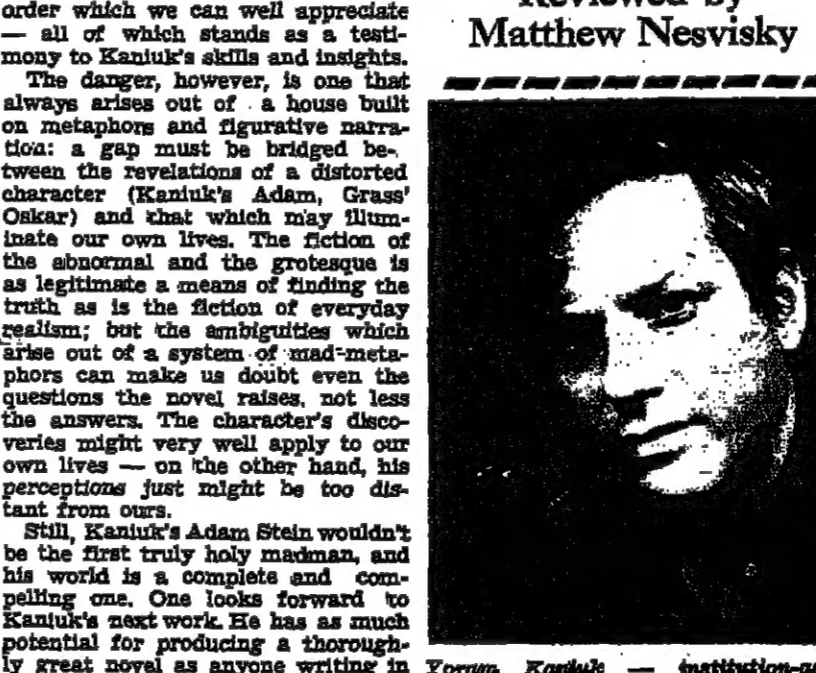 order which we can well appreciate
— all of which stands as a testi-
mony to Kaniuk's skills and insights.
The danger, however, is one that
always arises out of a house built
on metaphors and figurative narra-
tion: a gap must be bridged be-
tween the revelations of a distorted
character (Kaniuk's Adam, Grass'
Oskar) and that which may illum-
inate our own lives. The fiction of
the abnormal and the grotesque is
as legitimate a means of finding the
truth as is the fiction of everyday
realism; but the ambiguities which
arise out of a system of mad-meta-
phors can make us doubt even the
questions the novel raises, not less
the answers. The character's disco-
veries might very well apply to our
own lives — on the other hand, his
perceptions just might be too dis-
tant from ours.
Still, Kaniuk's Adam Stein wouldn't
be the first truly holy madman, and
his world is a complete and com-
pelling one. One looks forward to
Kaniuk's next work. He has as much
potential for producing a thorough-
ly great novel as anyone writing in
Reviewed by
Matthew Nesvisky
Yoram Kaniuk — institution-as